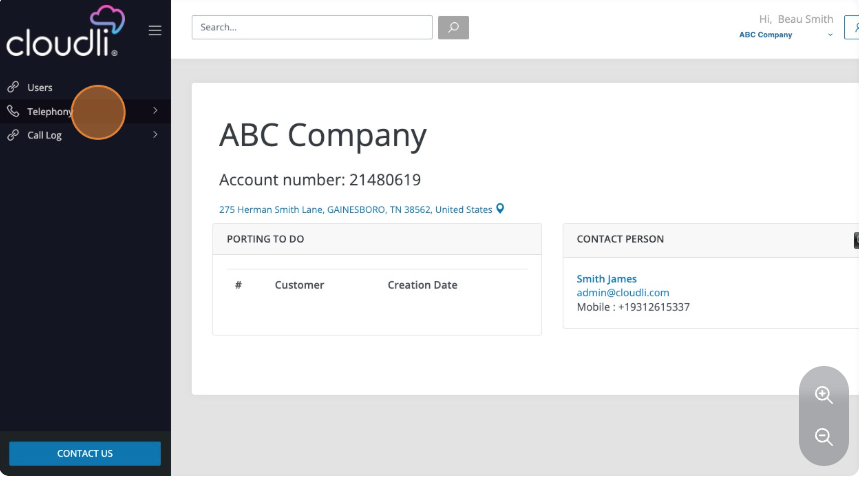 cloudli®
Search...
Hi, Beau Smith
ABC Company
Users
Telephony
Call Log
ABC Company
Account number: 21480619
275 Herman Smith Lane, GAINESBORO, TN 38562, United States
PORTING TO DO
# Customer Creation Date
CONTACT PERSON
Smith James
admin@cloudli.com
Mobile : +19312615337
CONTACT US